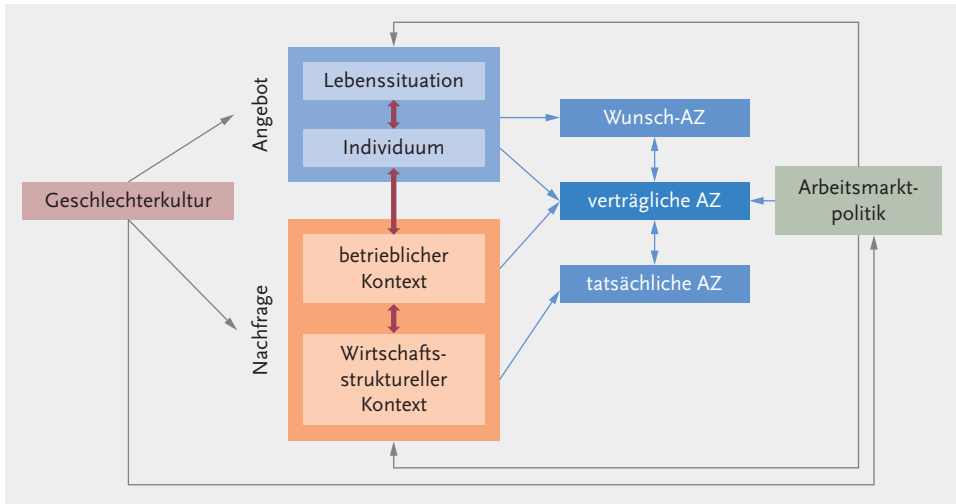 Geschlechterkultur
Angebot
Lebenssituation
Individuum
Nachfrage
betrieblicher
Kontext
Wirtschafts-
struktureller
Kontext
Wunsch-AZ
verträgliche AZ
tatsächliche AZ
Arbeitsmarkt-
politik